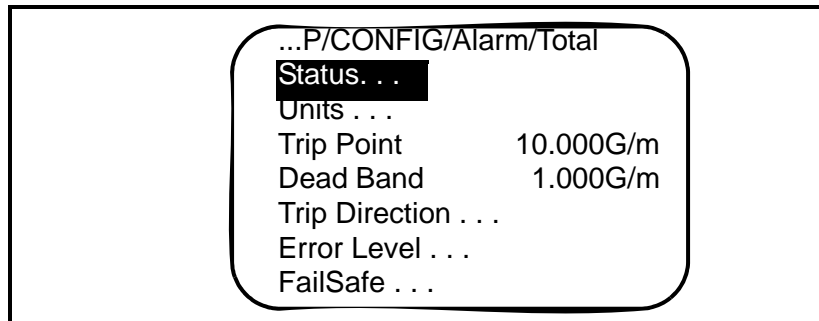 ...P/CONFIG/Alarm/Total
Status. . .
Units . . .
Trip Point 10.000G/m
Dead Band 1.000G/m
Trip Direction . . .
Error Level . . .
FailSafe . . .